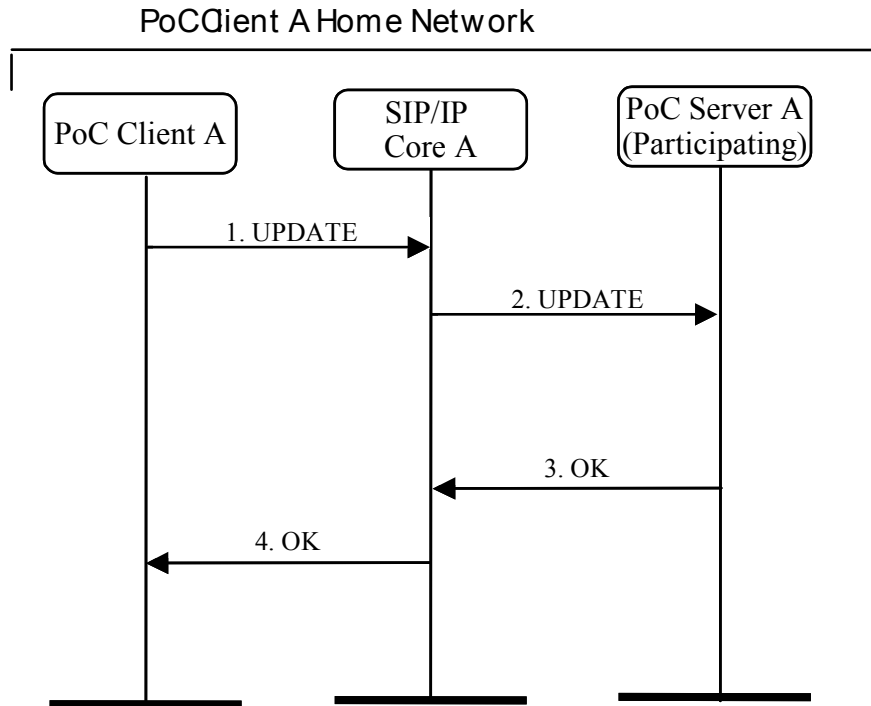 PoCClient A Home Network
PoC Client A
SIP/IP
Core A
PoC Server A
(Participating)
1. UPDATE
2. UPDATE
3. OK
4. OK